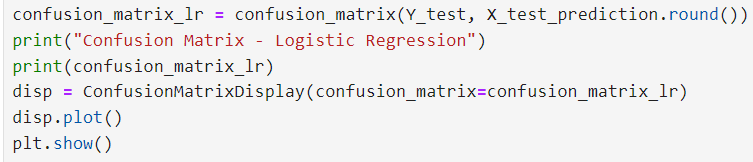 confusion_matrix_lr = confusion_matrix(Y_test, X_test_prediction.round())
print("Confusion Matrix - Logistic Regression")
print(confusion_matrix_lr)
disp = ConfusionMatrixDisplay(confusion_matrix=confusion_matrix_lr)
disp.plot()
plt.show()